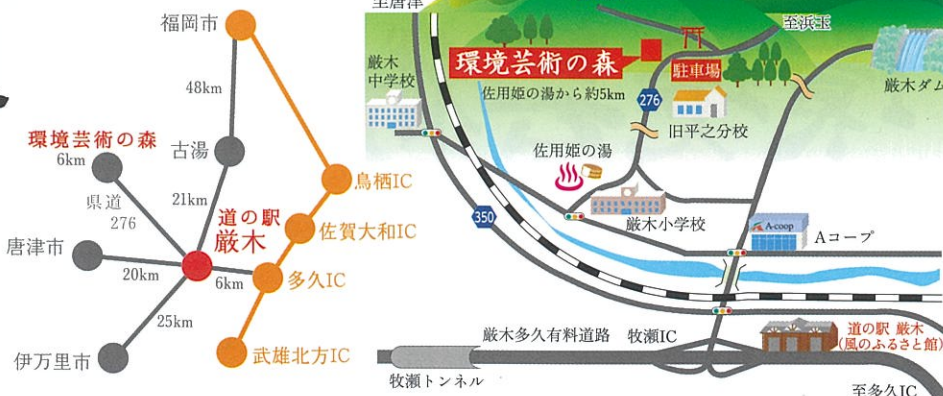 福岡市
48km
環境芸術の森
6km
古湯
県道
276
21km
鳥栖IC
道の駅
厳木
佐賀大和IC
唐津市
20km
6km
多久IC
25km
伊万里市
武雄北方IC
至唐津
至浜玉
厳木
中学校
環境芸術の森
佐用姫の湯から約5km
駐車場
276
旧平之分校
厳木ダム
佐用姫の湯
350
厳木小学校
A-coop
Aコープ
厳木多久有料道路
牧瀬IC
道の駅 厳木
(風のふるさと館)
牧瀬トンネル
至多久IC